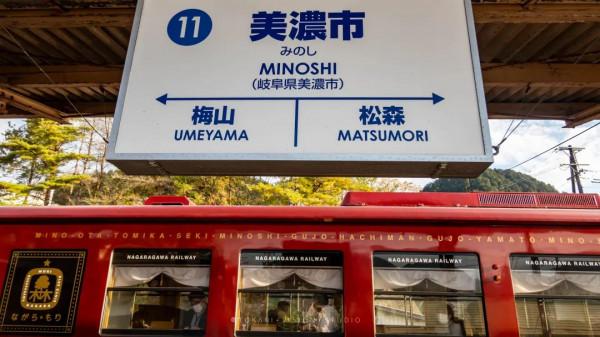 11
美濃市
みのし
MINOSHI
(岐阜県美濃市)
梅山 松森
UMEYAMA MATSUMORI
MINO-OTA・TOMIKA・SEKI・MINOSHI・GUJO-HACHIMAN・GUJO-YAMATO・MINO-
NAGARAGAWA RAILWAY NAGARAGAWA RAILWAY NAGARAGAWA RAILWAY NAGARAGAWA RAILWAY
森
ながら・もり